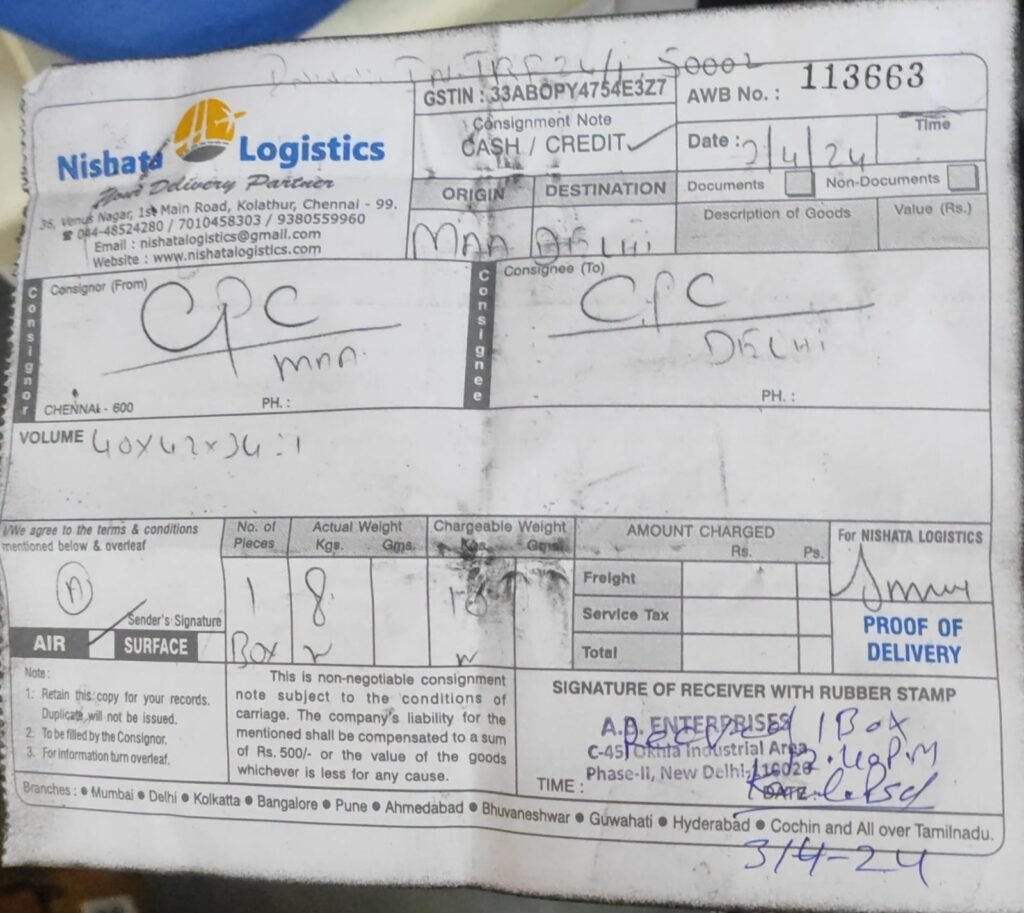 50002
Nishata Logistics
Your Delivery Partner
36, Venus Nagar, 1st Main Road, Kolathur, Chennai - 99.
044-48524280 / 7010458303 / 9380559960
Email : nishatalogistics@gmail.com
Website : www.nishatalogistics.com
GSTIN : 33ABOPY4754E3Z7
Consignment Note
CASH / CREDIT
AWB No. : 113663
Date : 2/4/24
Time
ORIGIN DESTINATION
MAA DELHI
Documents Non-Documents
Description of Goods Value (Rs.)
Consignor
Consignor (From)
CPC
MAA
CHENNAI - 600 PH. :
Consignee
Consignee (To)
CPC
DELHI
PH. :
VOLUME 40x42x34:1
I/We agree to the terms & conditions
mentioned below & overleaf
Sender's Signature
AIR SURFACE
No. of Pieces
1
Box
Actual Weight
Kgs. Gms.
8
Chargeable Weight
Kgs. Gms.
AMOUNT CHARGED
Rs. Ps.
Freight
Service Tax
Total
For NISHATA LOGISTICS
PROOF OF
DELIVERY
Note :
1. Retain this copy for your records.
Duplicate will not be issued.
2. To be filled by the Consignor.
3. For information turn overleaf.
This is non-negotiable consignment
note subject to the conditions of
carriage. The company's liability for the
mentioned shall be compensated to a sum
of Rs. 500/- or the value of the goods
whichever is less for any cause.
SIGNATURE OF RECEIVER WITH RUBBER STAMP
A.D. ENTERPRISES
Received 1 Box
C-45, Okhla Industrial Area,
Phase-II, New Delhi-110020
TIME : DATE :
3/4-24
Branches : ● Mumbai ● Delhi ● Kolkatta ● Bangalore ● Pune ● Ahmedabad ● Bhuvaneshwar ● Guwahati ● Hyderabad ● Cochin and All over Tamilnadu.